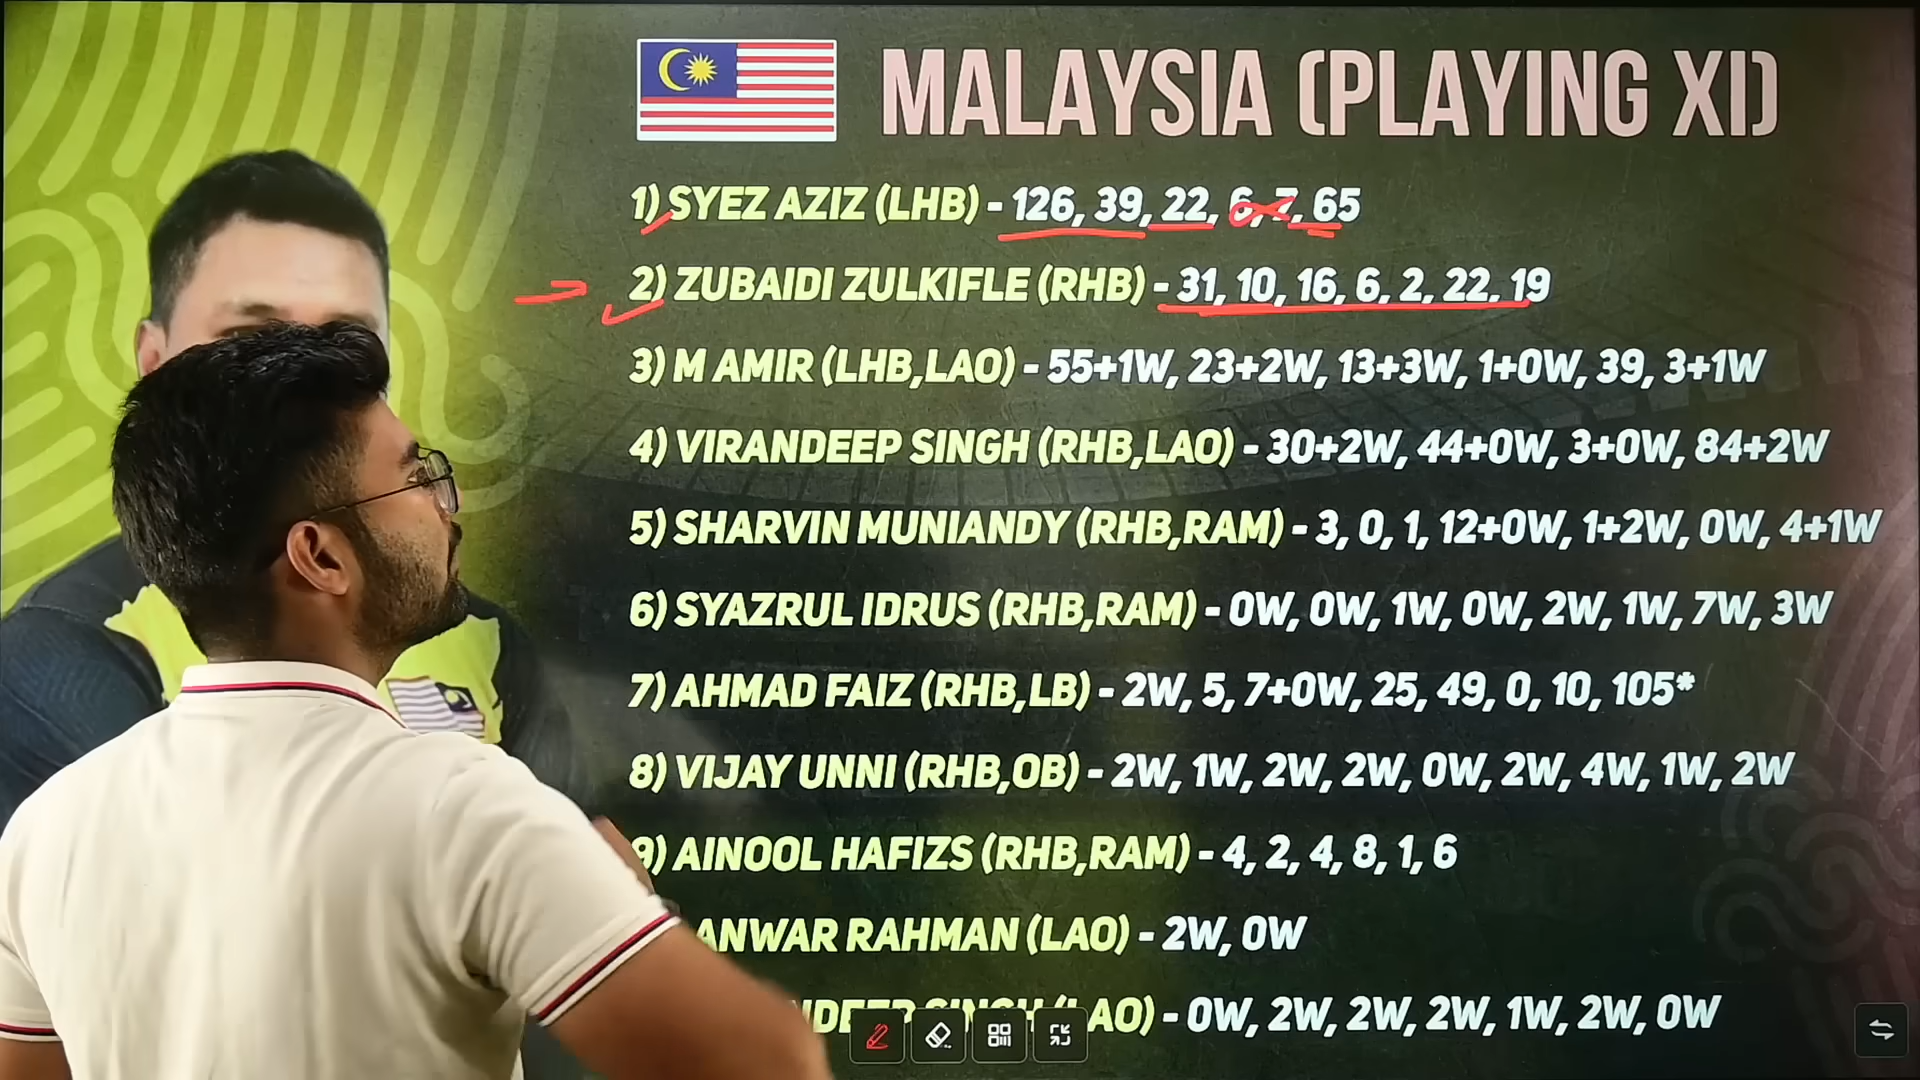 MALAYSIA (PLAYING XI)
1) SYEZ AZIZ (LHB) - 126, 39, 22, 6, 7, 65
2) ZUBAIDI ZULKIFLE (RHB) - 31, 10, 16, 6, 2, 22, 19
3) M AMIR (LHB,LAO) - 55+1W, 23+2W, 13+3W, 1+0W, 39, 3+1W
4) VIRANDEEP SINGH (RHB,LAO) - 30+2W, 44+0W, 3+0W, 84+2W
5) SHARVIN MUNIANDY (RHB,RAM) - 3, 0, 1, 12+0W, 1+2W, 0W, 4+1W
6) SYAZRUL IDRUS (RHB,RAM) - 0W, 0W, 1W, 0W, 2W, 1W, 7W, 3W
7) AHMAD FAIZ (RHB,LB) - 2W, 5, 7+0W, 25, 49, 0, 10, 105*
8) VIJAY UNNI (RHB,OB) - 2W, 1W, 2W, 2W, 0W, 2W, 4W, 1W, 2W
9) AINOOL HAFIZS (RHB,RAM) - 4, 2, 4, 8, 1, 6
ANWAR RAHMAN (LAO) - 2W, 0W
SINGH (LAO) - 0W, 2W, 2W, 2W, 1W, 2W, 0W